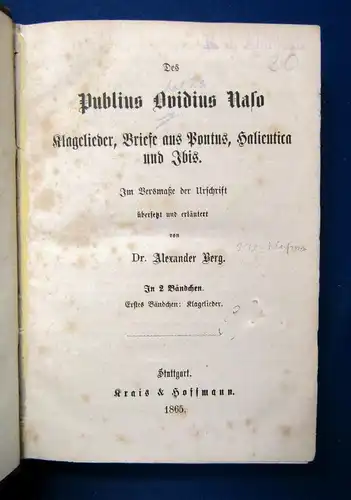 20
Des
Publius Ovidius Naso
Klagelieder, Briefe aus Pontus, Halieutica
und Ibis.
Im Versmaße der Urschrift
übersetzt und erläutert
von
Dr. Alexander Berg.
In 2 Bändchen.
Erstes Bändchen: Klagelieder.
Stuttgart.
Krais & Hoffmann.
1865.